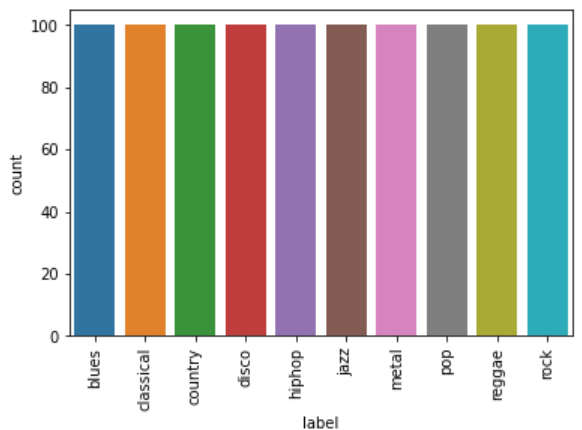 100
80
60
40
20
0
count
blues
classical
country
disco
hiphop
jazz
metal
pop
reggae
rock
label